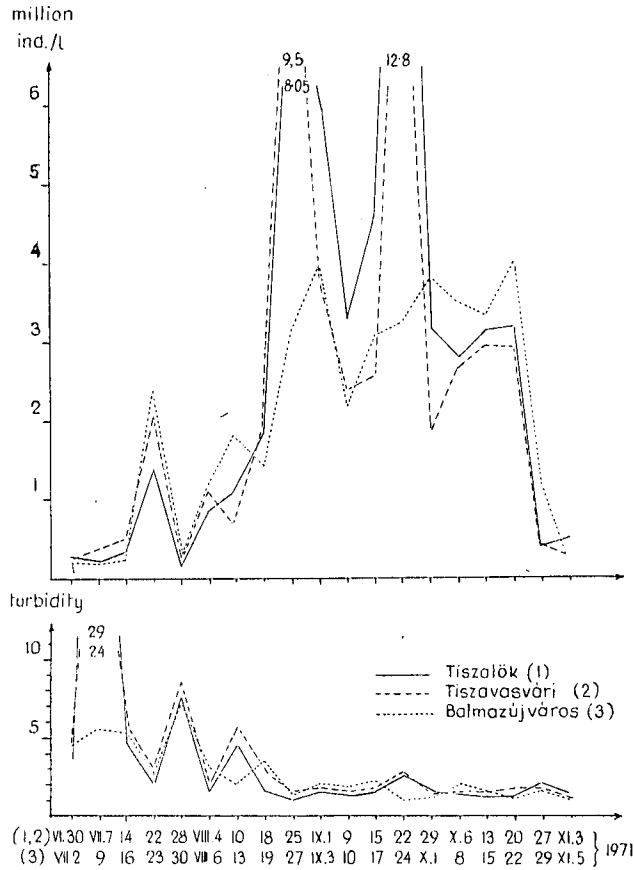 million
ind./l
9,5
8·05
12·8
6
5
4
3
2
1
turbidity
29
24
10
5
Tiszalök (1)
Tiszavasvári (2)
Balmazújváros (3)
(1,2) VI.30 VII.7 14 22 28 VIII.4 10 18 25 IX.1 9 15 22 29 X.6 13 20 27 XI.3
(3) VII 2 9 16 23 30 VIII 6 13 19 27 IX.3 10 17 24 X.1 8 15 22 29 XI.5 } 1971